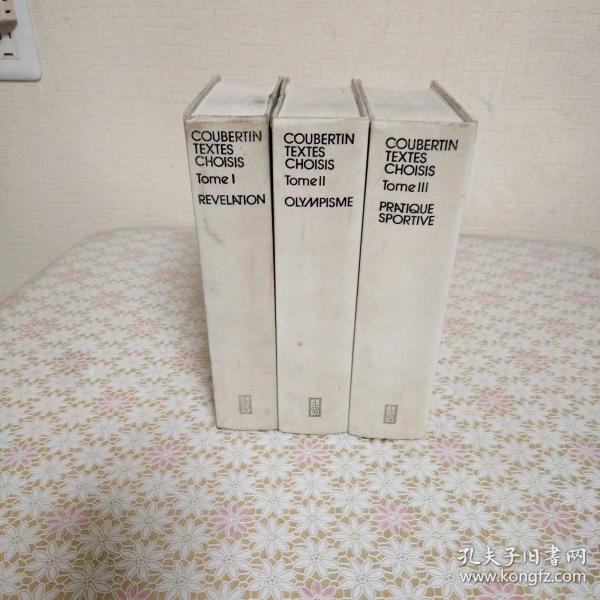 COUBERTIN
TEXTES
CHOISIS
Tome I
REVELATION
COUBERTIN
TEXTES
CHOISIS
Tome II
OLYMPISME
COUBERTIN
TEXTES
CHOISIS
Tome III
PRATIQUE
SPORTIVE
孔夫子旧书网
www.kongfz.com